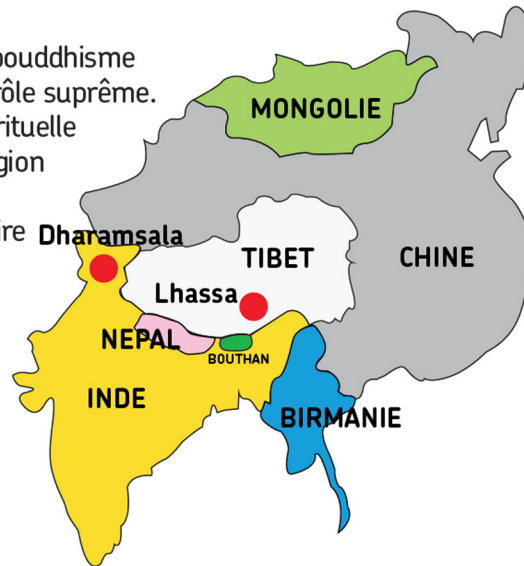 bouddhisme
rôle suprême.
rituelle
gion
ire
MONGOLIE
Dharamsala
TIBET
CHINE
Lhassa
NEPAL
BOUTHAN
INDE
BIRMANIE